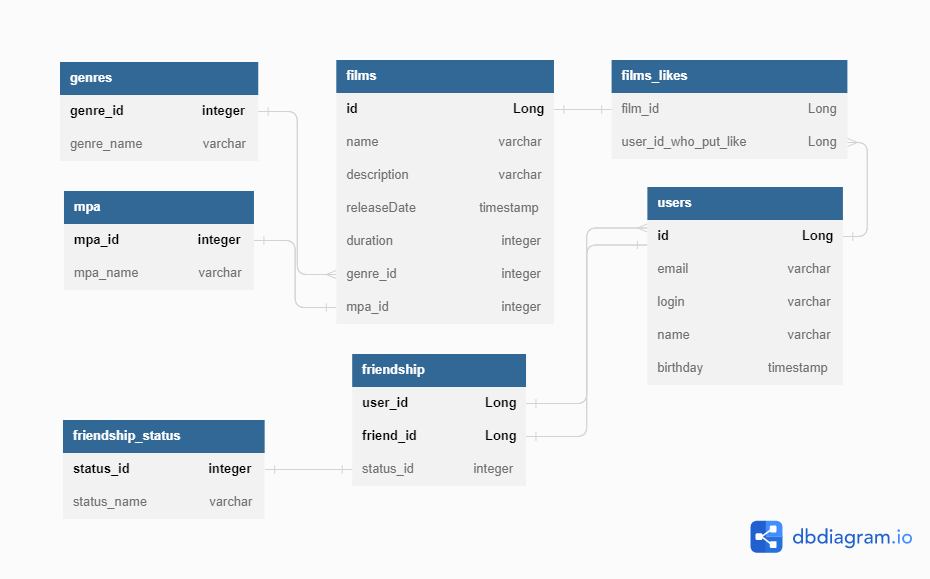 genres
genre_id integer
genre_name varchar
mpa
mpa_id integer
mpa_name varchar
films
id Long
name varchar
description varchar
releaseDate timestamp
duration integer
genre_id integer
mpa_id integer
films_likes
film_id Long
user_id_who_put_like Long
users
id Long
email varchar
login varchar
name varchar
birthday timestamp
friendship
user_id Long
friend_id Long
status_id integer
friendship_status
status_id integer
status_name varchar
dbdiagram.io